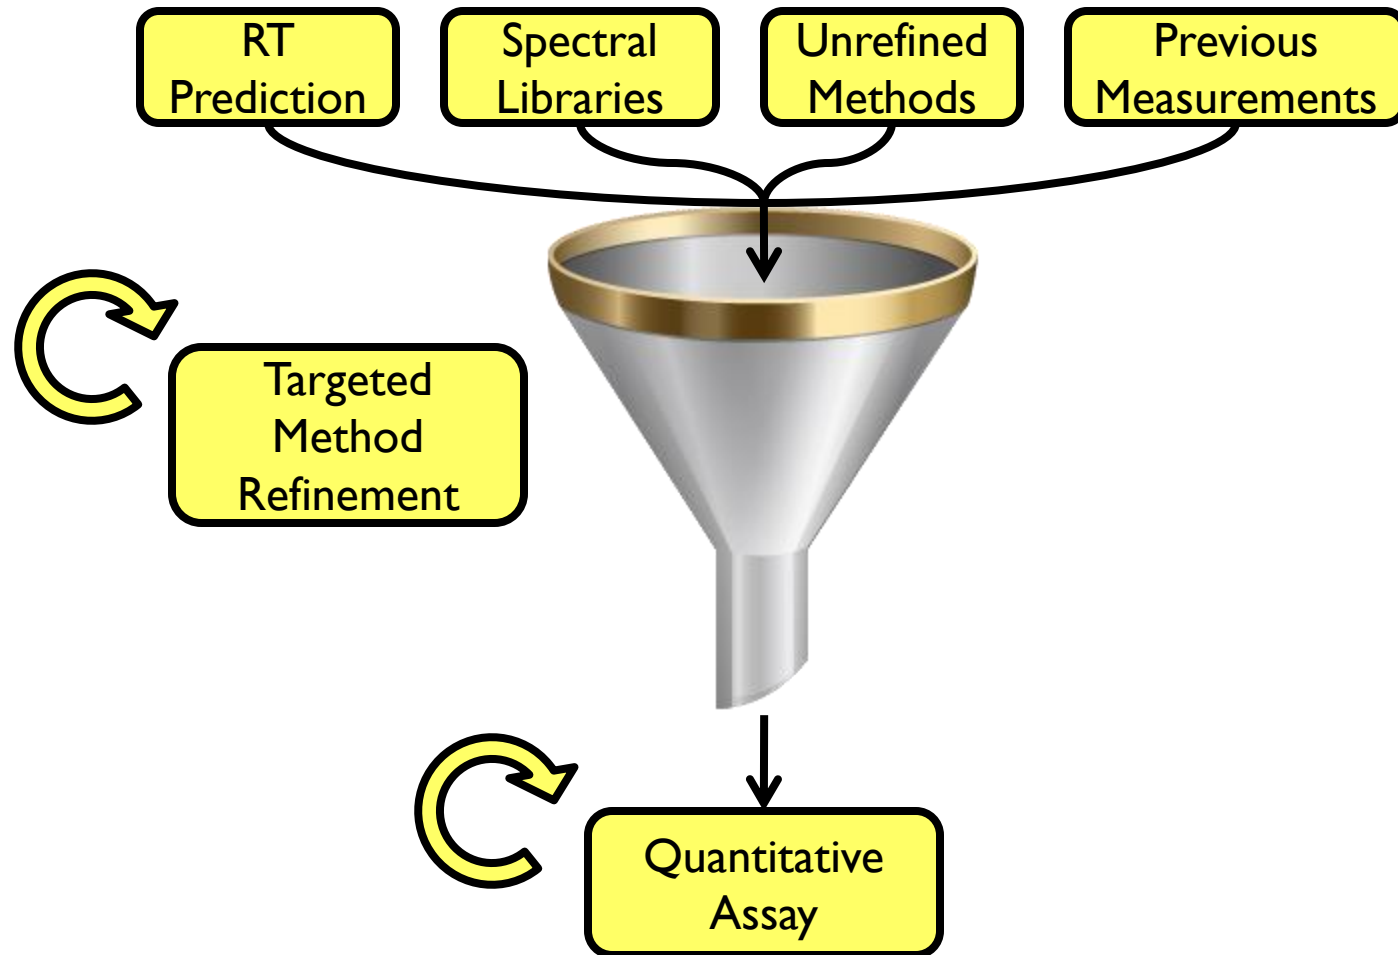 RT
Prediction
Spectral
Libraries
Unrefined
Methods
Previous
Measurements
Targeted
Method
Refinement
Quantitative
Assay